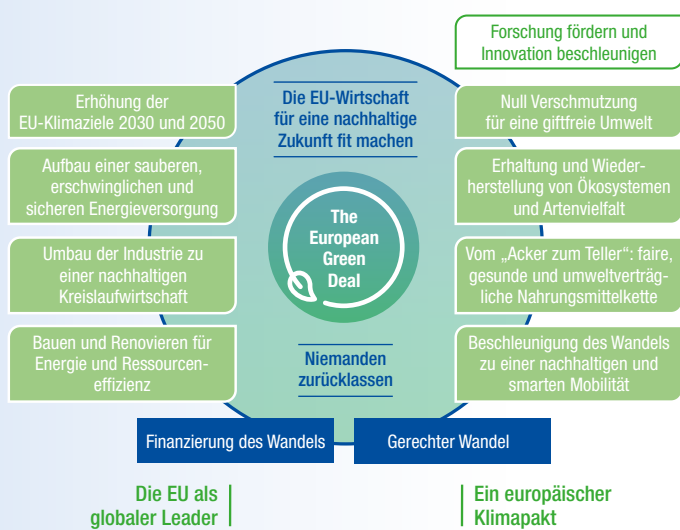 Forschung fördern und
Innovation beschleunigen
Die EU-Wirtschaft
für eine nachhaltige
Zukunft fit machen
Erhöhung der
EU-Klimaziele 2030 und 2050
Aufbau einer sauberen,
erschwinglichen und
sicheren Energieversorgung
Umbau der Industrie zu
einer nachhaltigen
Kreislaufwirtschaft
Bauen und Renovieren für
Energie und Ressourcen-
effizienz
The
European
Green
Deal
Null Verschmutzung
für eine giftfreie Umwelt
Erhaltung und Wieder-
herstellung von Ökosystemen
und Artenvielfalt
Vom „Acker zum Teller“: faire,
gesunde und umweltverträg-
liche Nahrungsmittelkette
Beschleunigung des Wandels
zu einer nachhaltigen und
smarten Mobilität
Niemanden
zurücklassen
Finanzierung des Wandels
Gerechter Wandel
Die EU als
globaler Leader
Ein europäischer
Klimapakt